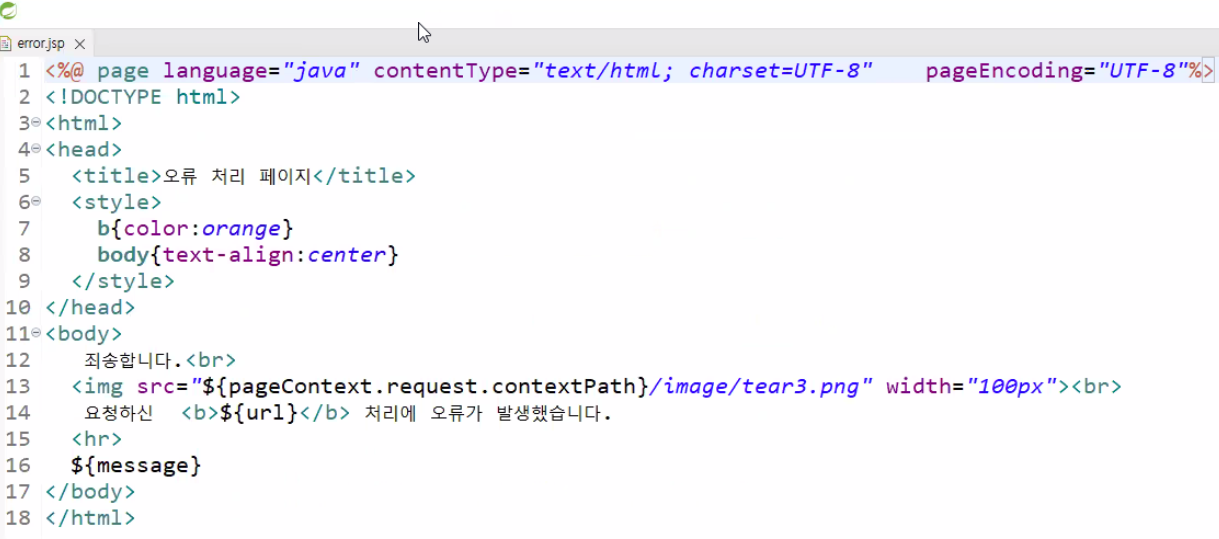 error.jsp
1 <%@ page language="java" contentType="text/html; charset=UTF-8"    pageEncoding="UTF-8"%>
2 <!DOCTYPE html>
3 <html>
4 <head>
5   <title>오류 처리 페이지</title>
6   <style>
7     b{color:orange}
8     body{text-align:center}
9   </style>
10 </head>
11 <body>
12    죄송합니다.<br>
13   <img src="${pageContext.request.contextPath}/image/tear3.png" width="100px"><br>
14    요청하신  <b>${url}</b> 처리에 오류가 발생했습니다.
15   <hr>
16   ${message}
17 </body>
18 </html>